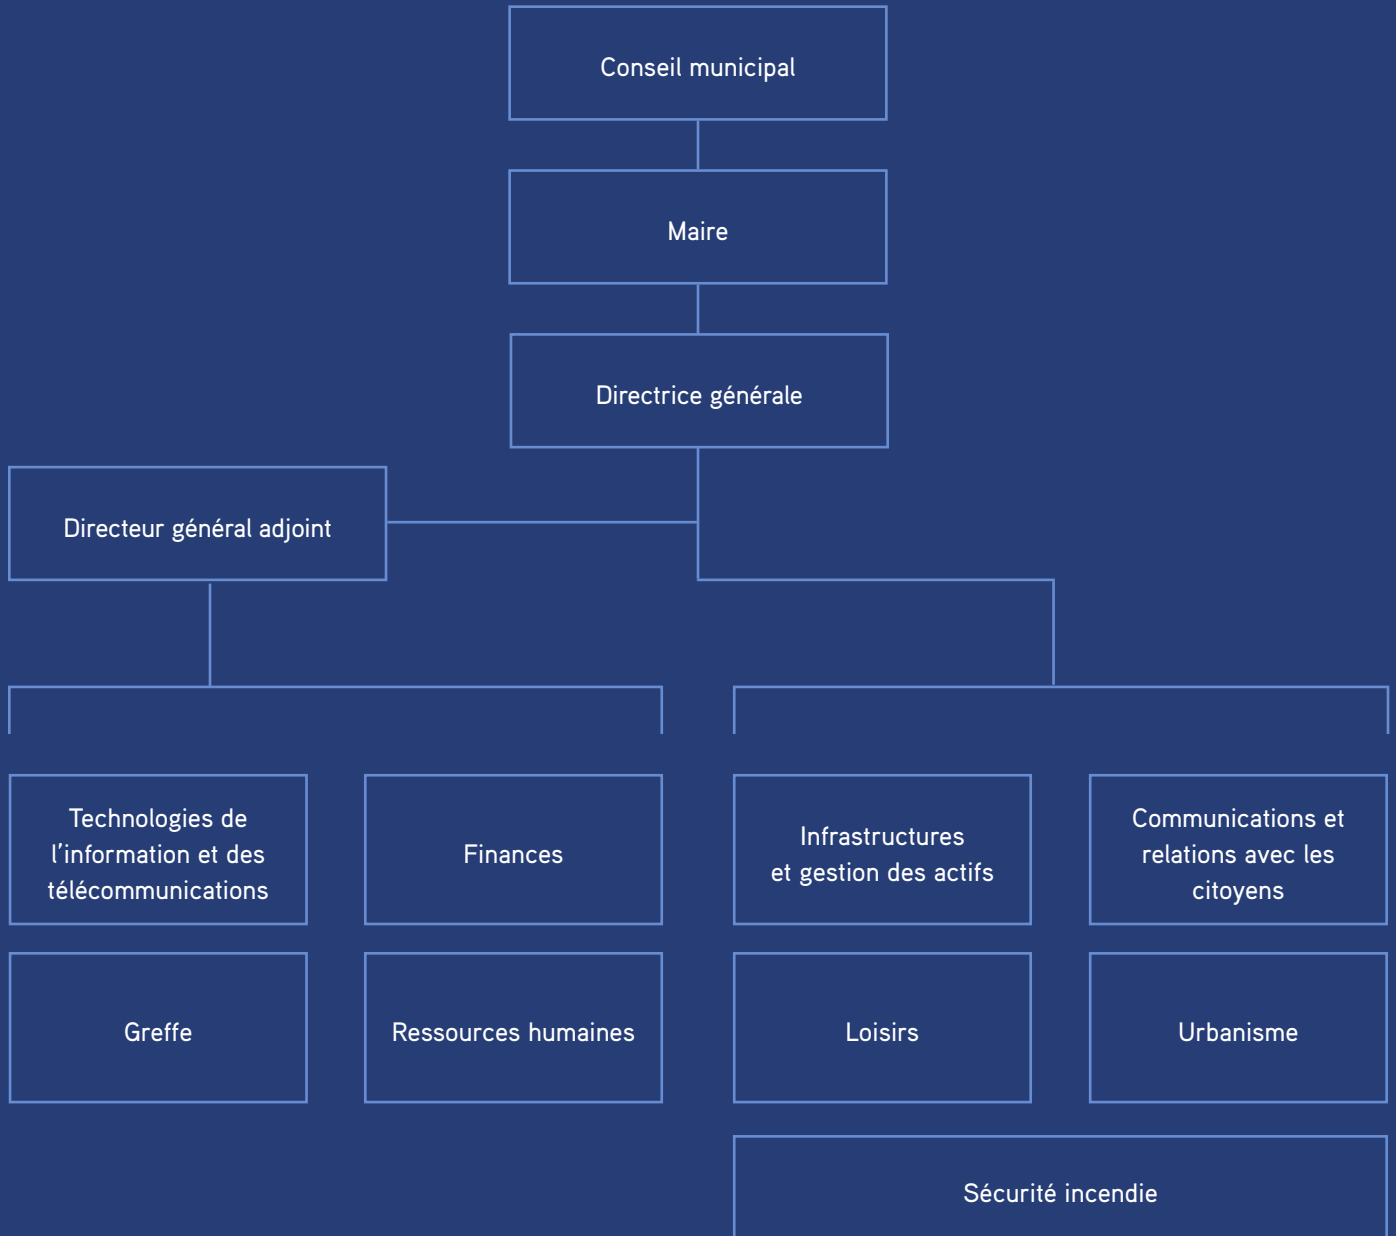 Conseil municipal
Maire
Directrice générale
Directeur général adjoint
Technologies de
l'information et des
télécommunications
Finances
Infrastructures
et gestion des actifs
Communications et
relations avec les
citoyens
Greffe
Ressources humaines
Loisirs
Urbanisme
Sécurité incendie